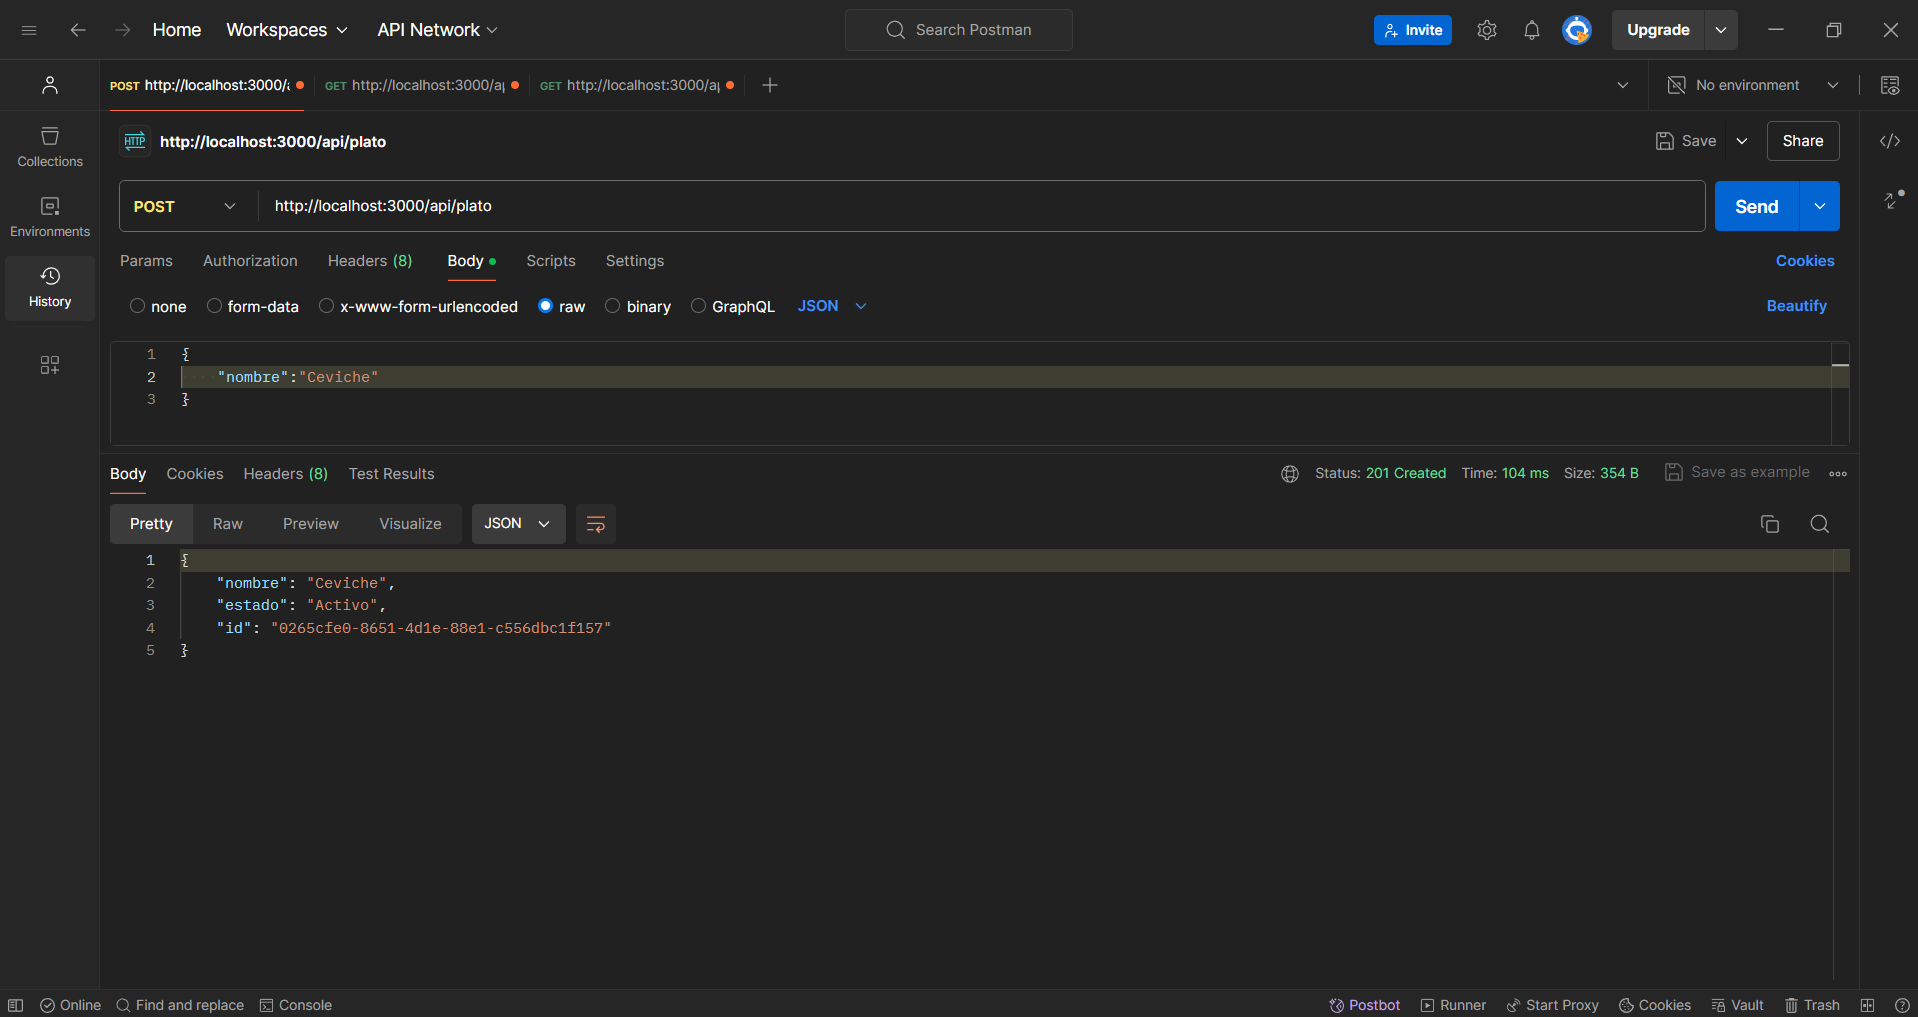 Home Workspaces API Network Search Postman Invite Upgrade
POST http://localhost:3000/a GET http://localhost:3000/ap GET http://localhost:3000/ap No environment
HTTP http://localhost:3000/api/plato Save Share
Collections
Environments
History
POST http://localhost:3000/api/plato Send
Params Authorization Headers (8) Body Scripts Settings Cookies
none form-data x-www-form-urlencoded raw binary GraphQL JSON Beautify
1 {
2 "nombre":"Ceviche"
3 }
Body Cookies Headers (8) Test Results Status: 201 Created Time: 104 ms Size: 354 B Save as example
Pretty Raw Preview Visualize JSON
1 {
2 "nombre": "Ceviche",
3 "estado": "Activo",
4 "id": "0265cfe0-8651-4d1e-88e1-c556dbc1f157"
5 }
Online Find and replace Console Postbot Runner Start Proxy Cookies Vault Trash